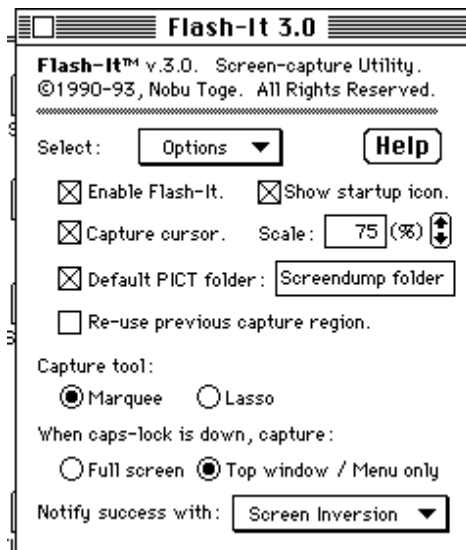 Flash-It 3.0
Flash-It™ v.3.0. Screen-capture Utility.
©1990-93, Nobu Toge. All Rights Reserved.
Select: Options Help
Enable Flash-It. Show startup icon.
Capture cursor. Scale: 75 (%)
Default PICT folder: Screendump folder
Re-use previous capture region.
Capture tool:
Marquee Lasso
When caps-lock is down, capture:
Full screen Top window / Menu only
Notify success with: Screen Inversion